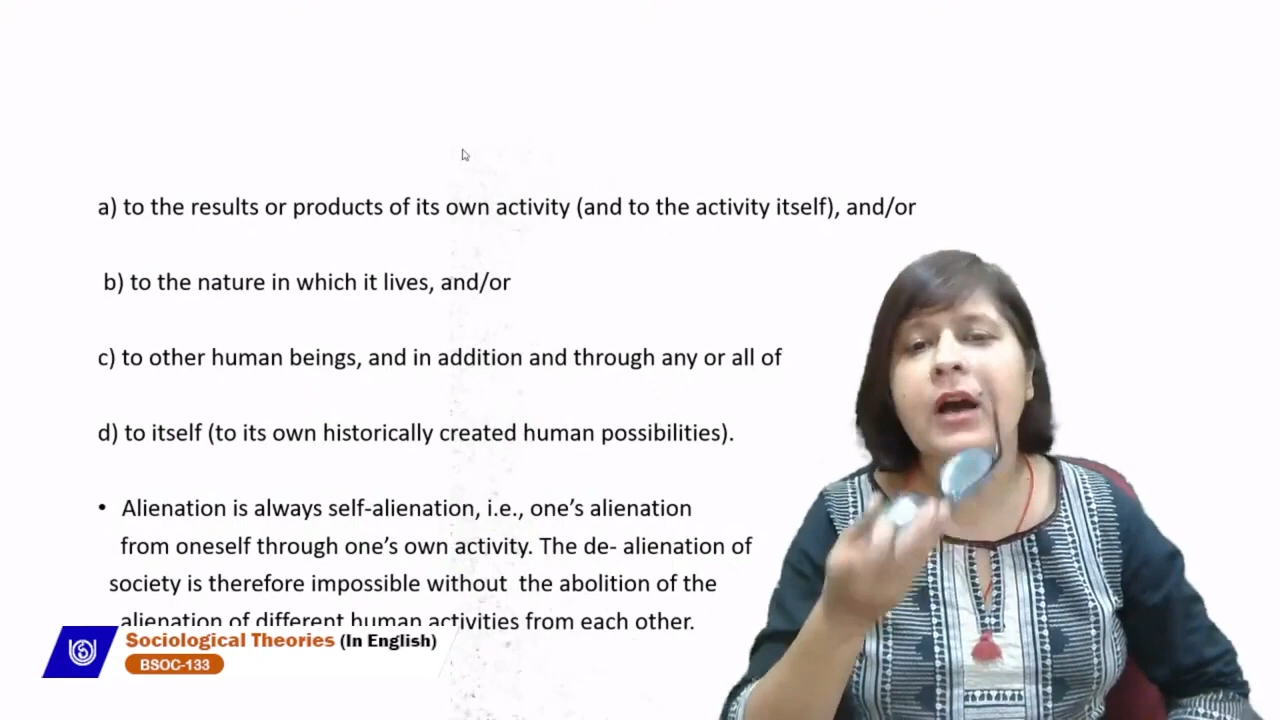 a) to the results or products of its own activity (and to the activity itself), and/or
b) to the nature in which it lives, and/or
c) to other human beings, and in addition and through any or all of
d) to itself (to its own historically created human possibilities).
• Alienation is always self-alienation, i.e., one’s alienation
from oneself through one’s own activity. The de- alienation of
society is therefore impossible without the abolition of the
alienation of different human activities from each other.
Sociological Theories (In English)
BSOC-133